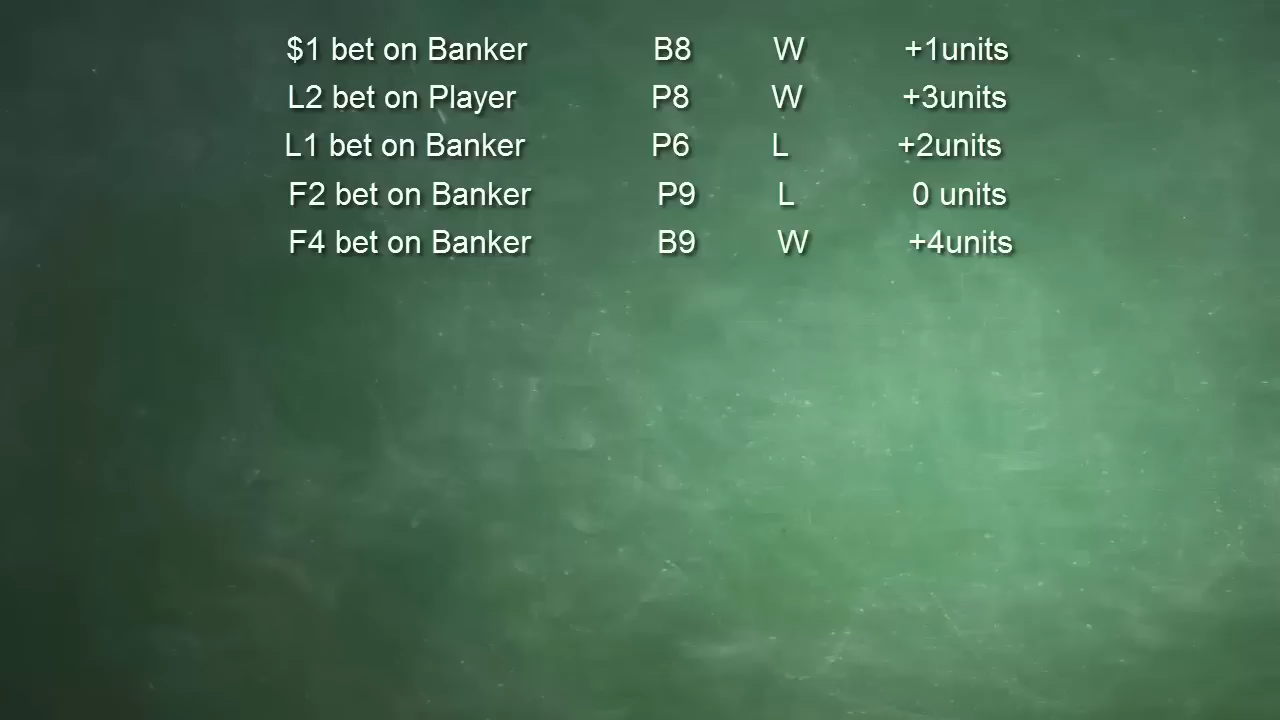 $1 bet on Banker B8 W +1units
L2 bet on Player P8 W +3units
L1 bet on Banker P6 L +2units
F2 bet on Banker P9 L 0 units
F4 bet on Banker B9 W +4units